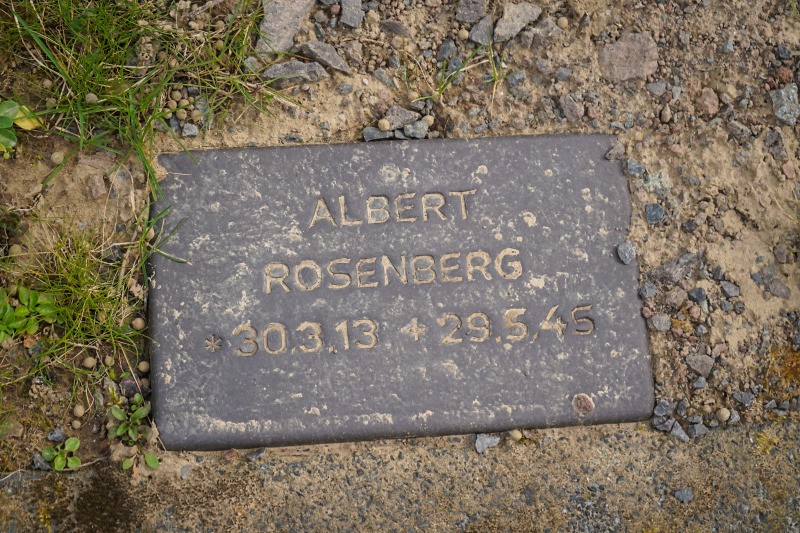 ALBERT
ROSENBERG
*30.3.13 +29.5.45